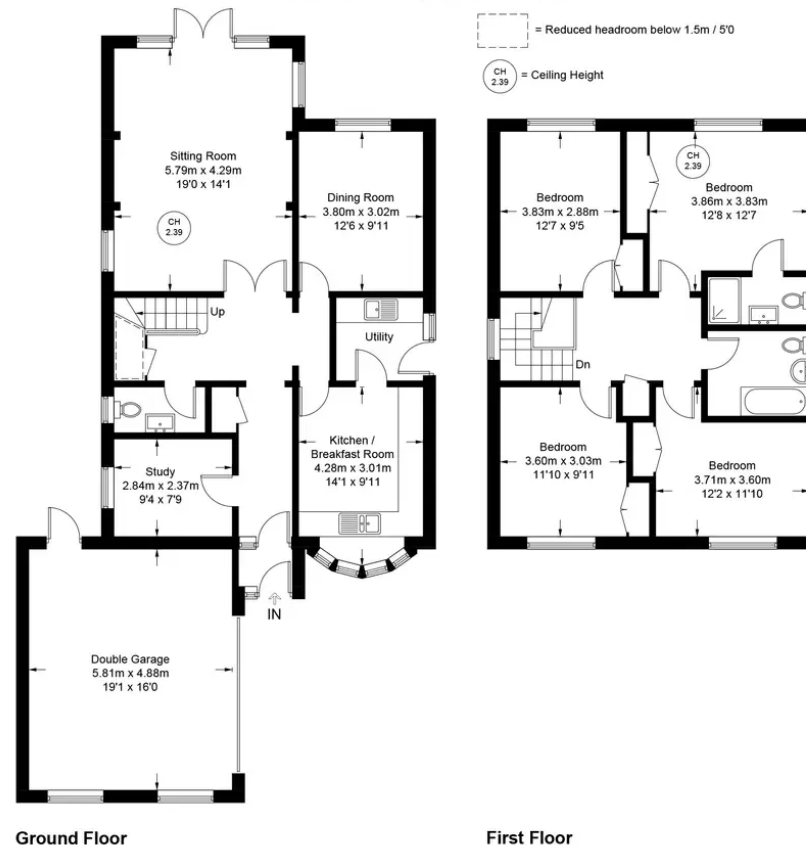 = Reduced headroom below 1.5m / 5'0
CH
2.39
= Ceiling Height
Sitting Room
5.79m x 4.29m
19'0 x 14'1
CH
2.39
Dining Room
3.80m x 3.02m
12'6 x 9'11
Up
Utility
Kitchen /
Breakfast Room
4.28m x 3.01m
14'1 x 9'11
Study
2.84m x 2.37m
9'4 x 7'9
IN
Double Garage
5.81m x 4.88m
19'1 x 16'0
Ground Floor
Bedroom
3.83m x 2.88m
12'7 x 9'5
CH
2.39
Bedroom
3.86m x 3.83m
12'8 x 12'7
Dn
Bedroom
3.60m x 3.03m
11'10 x 9'11
Bedroom
3.71m x 3.60m
12'2 x 11'10
First Floor